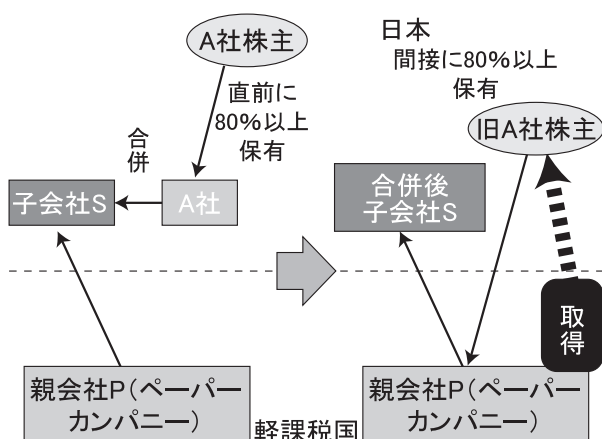 A社株主
直前に
80%以上
保有
合併
子会社S
A社
親会社P(ペーパー
カンパニー)
日本
間接に80%以上
保有
旧A社株主
合併後
子会社S
取得
親会社P(ペーパー
カンパニー)
軽課税国